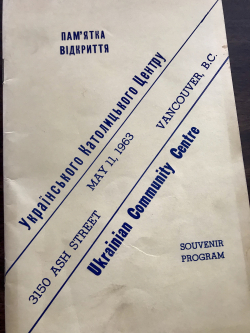 ПАМ'ЯТКА
ВІДКРИТТЯ
Українського Католицького Центру
MAY 11, 1963
3150 ASH STREET
VANCOUVER, B.C.
Ukrainian Community Centre
SOUVENIR
PROGRAM